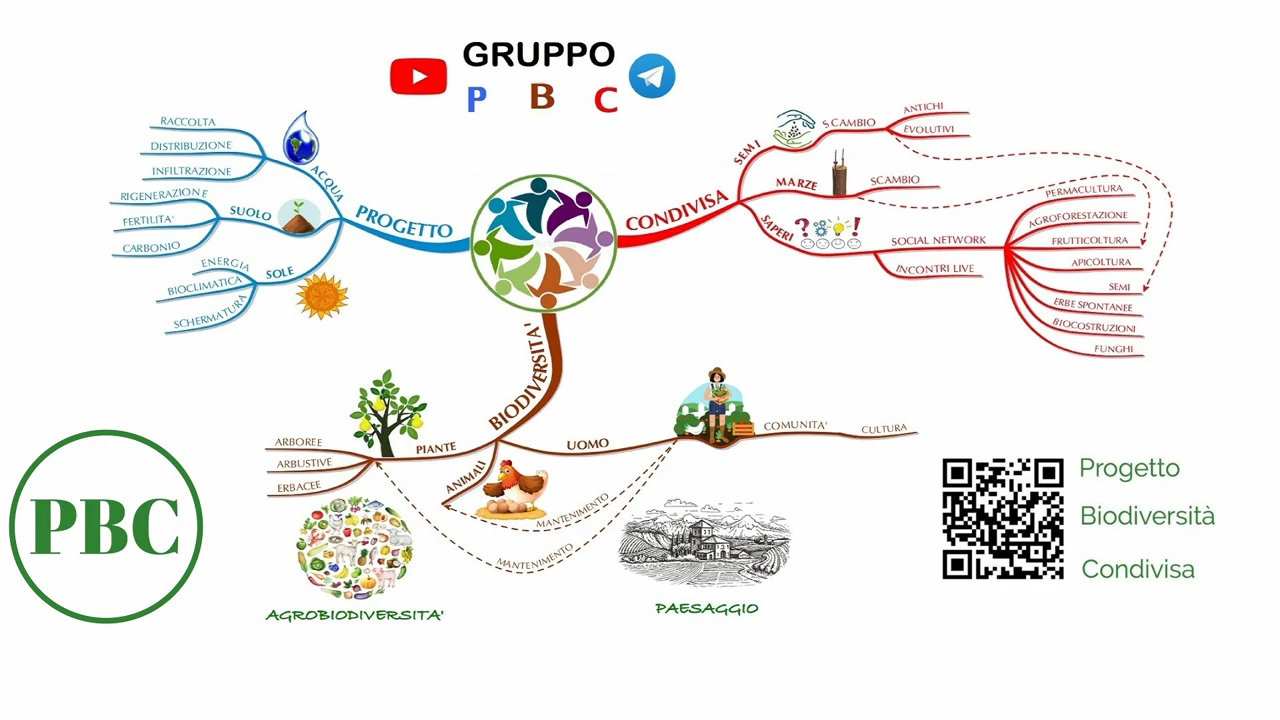 GRUPPO
P B C
PROGETTO
ACQUA
RACCOLTA
DISTRIBUZIONE
INFILTRAZIONE
SUOLO
RIGENERAZIONE
FERTILITA'
CARBONIO
SOLE
ENERGIA
BIOCLIMATICA
SCHERMATURA
CONDIVISA
SEMI
SCAMBIO
ANTICHI
EVOLUTIVI
MARZE
SCAMBIO
SAPERI
SOCIAL NETWORK
INCONTRI LIVE
PERMACULTURA
AGROFORESTAZIONE
FRUTTICOLTURA
APICOLTURA
SEMI
ERBE SPONTANEE
BIOCOSTRUZIONI
FUNGHI
BIODIVERSITA'
PIANTE
ARBOREE
ARBUSTIVE
ERBACEE
ANIMALI
UOMO
COMUNITA'
CULTURA
MANTENIMENTO
MANTENIMENTO
AGROBIODIVERSITA'
PAESAGGIO
PBC
Progetto
Biodiversità
Condivisa